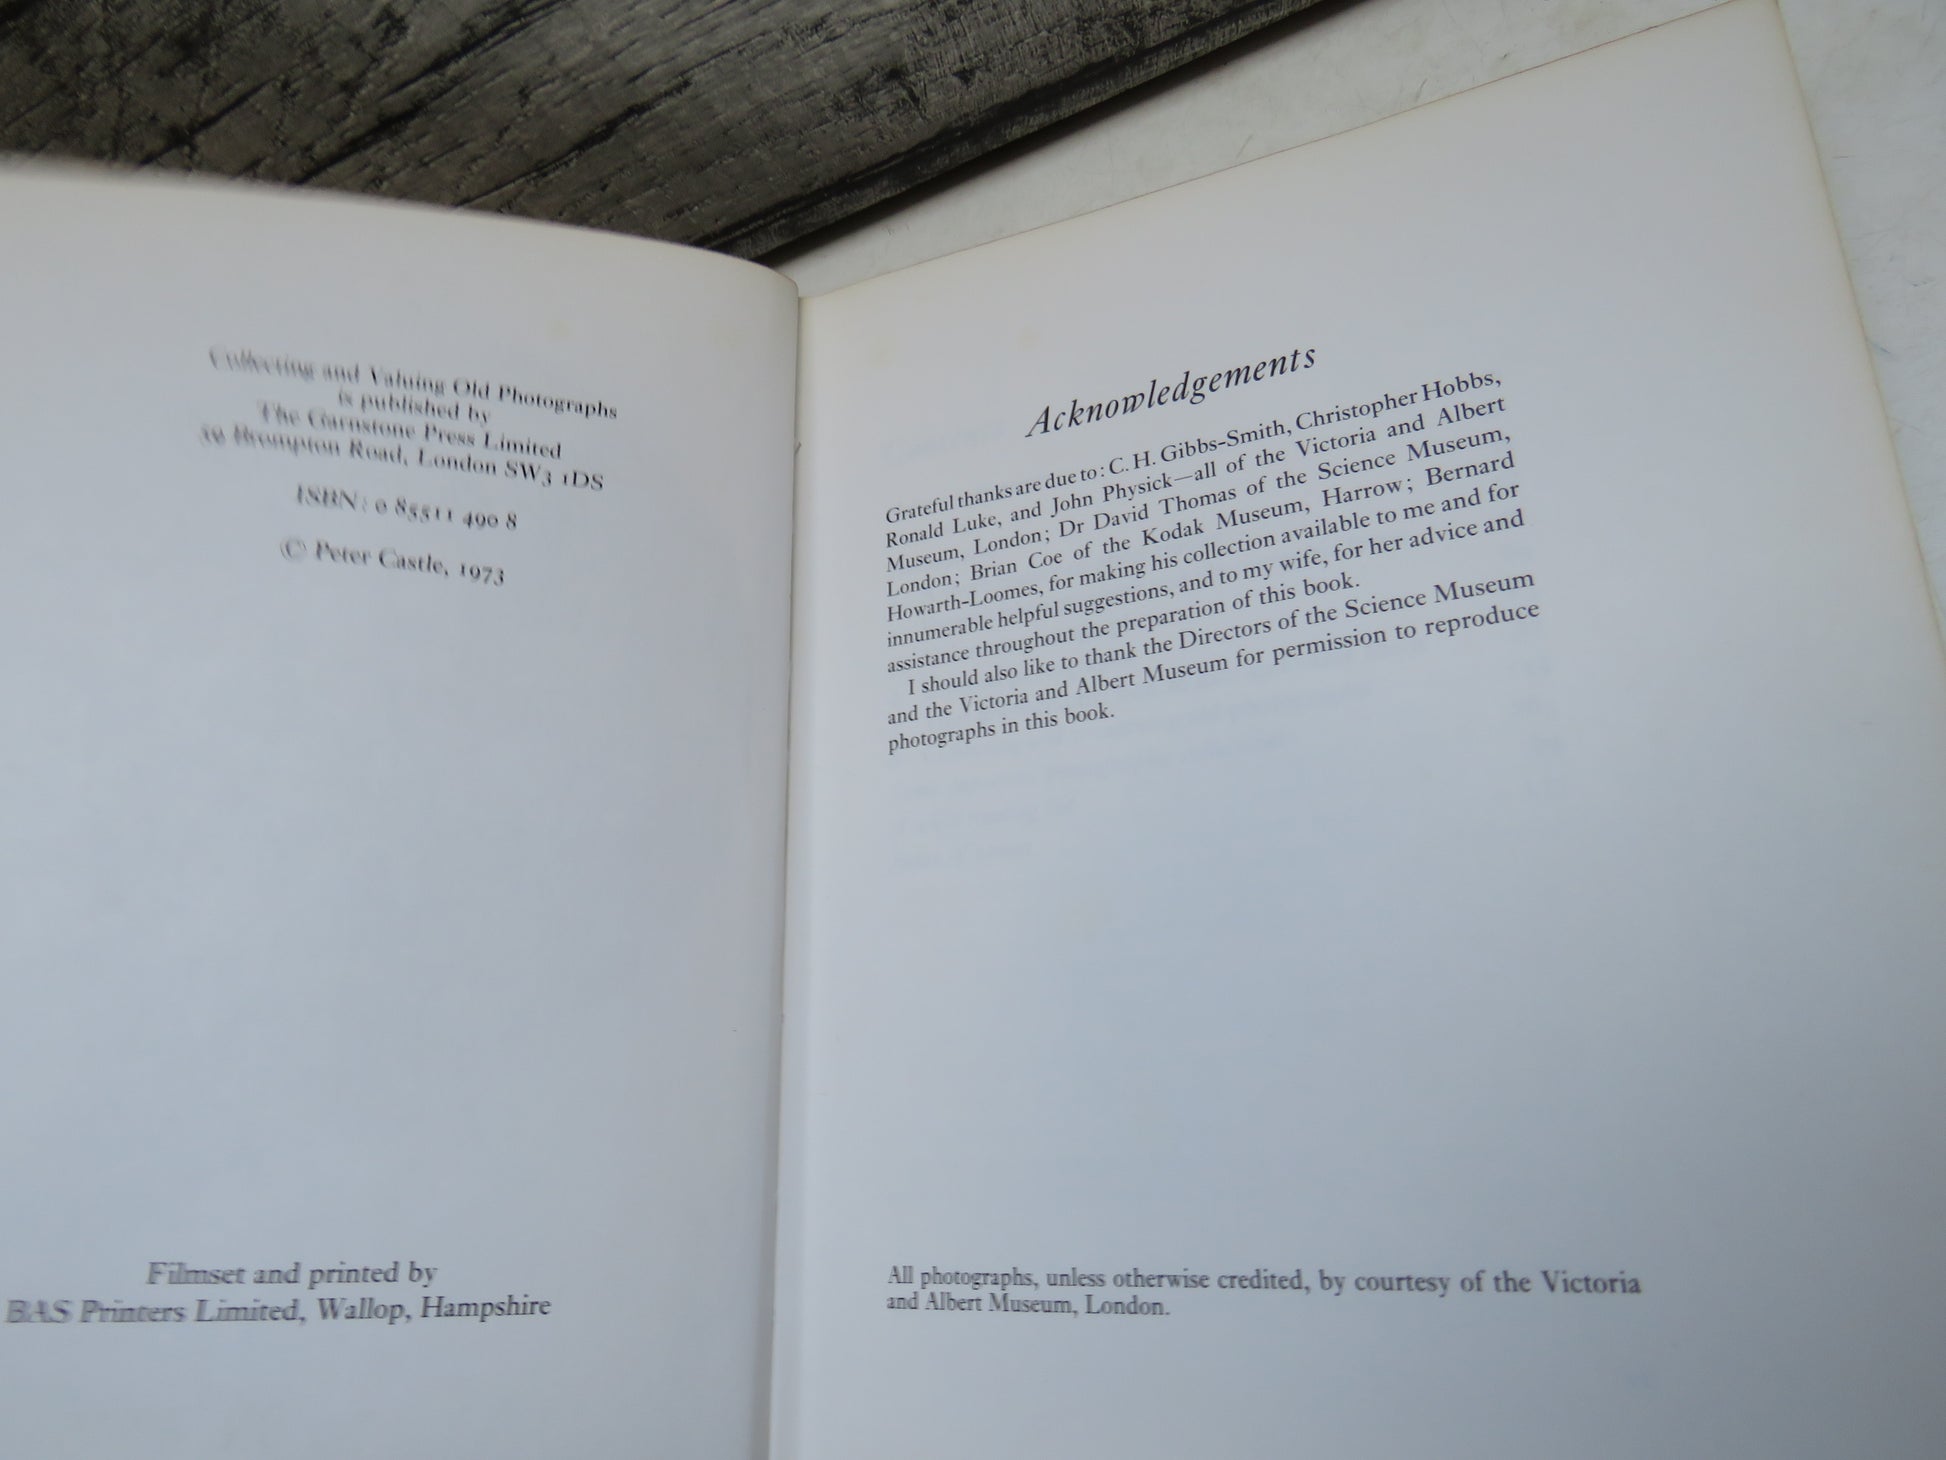 Collecting and Valuing Old Photographs
is published by
The Garnstone Press Limited
59 Brompton Road, London SW3 1DS
ISBN: 0 85511 490 8
© Peter Castle, 1973
Filmset and printed by
BAS Printers Limited, Wallop, Hampshire
Acknowledgements
Grateful thanks are due to: C. H. Gibbs-Smith, Christopher Hobbs,
Ronald Luke, and John Physick—all of the Victoria and Albert
Museum, London; Dr David Thomas of the Science Museum,
London; Brian Coe of the Kodak Museum, Harrow; Bernard
Howarth-Loomes, for making his collection available to me and for
innumerable helpful suggestions, and to my wife, for her advice and
assistance throughout the preparation of this book.
I should also like to thank the Directors of the Science Museum
and the Victoria and Albert Museum for permission to reproduce
photographs in this book.
All photographs, unless otherwise credited, by courtesy of the Victoria
and Albert Museum, London.